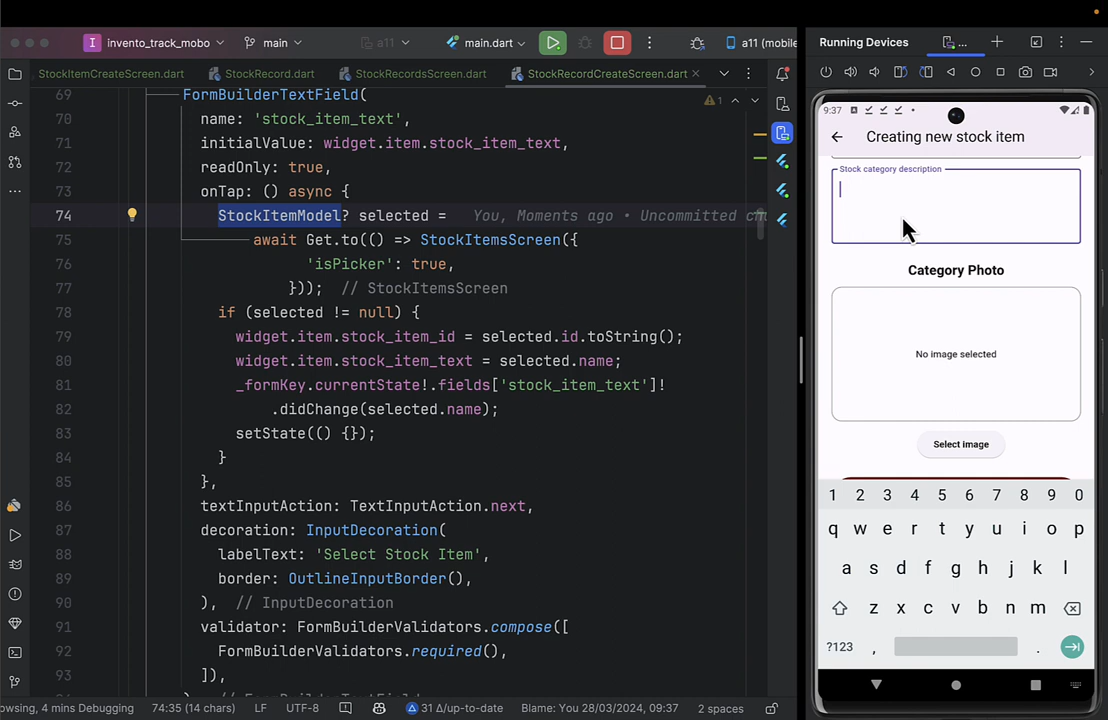 invento_track_mobo
main
a11
main.dart
a11 (mobile
Running Devices
...
StockItemCreateScreen.dart
StockRecord.dart
StockRecordsScreen.dart
StockRecordCreateScreen.dart
69 FormBuilderTextField(
1
70 name: 'stock_item_text',
71 initialValue: widget.item.stock_item_text,
72 readOnly: true,
73 onTap: () async {
74 StockItemModel? selected = You, Moments ago • Uncommitted
75 await Get.to(() => StockItemsScreen({
76 'isPicker': true,
77 })); // StockItemsScreen
78 if (selected != null) {
79 widget.item.stock_item_id = selected.id.toString();
80 widget.item.stock_item_text = selected.name;
81 _formKey.currentState!.fields['stock_item_text']!
82 .didChange(selected.name);
83 setState(() {});
84 }
85 },
86 textInputAction: TextInputAction.next,
87 decoration: InputDecoration(
88 labelText: 'Select Stock Item',
89 border: OutlineInputBorder(),
90 ), // InputDecoration
91 validator: FormBuilderValidators.compose([
92 FormBuilderValidators.required(),
93 ]),
owsing, 4 mins Debugging
74:35 (14 chars)
LF
UTF-8
31 Δ/up-to-date
Blame: You 28/03/2024, 09:37
2 spaces
9:37
Creating new stock item
Stock category description
Category Photo
No image selected
Select image
1 2 3 4 5 6 7 8 9 0
q w e r t y u i o p
a s d f g h j k l
z x c v b n m
?123 , .